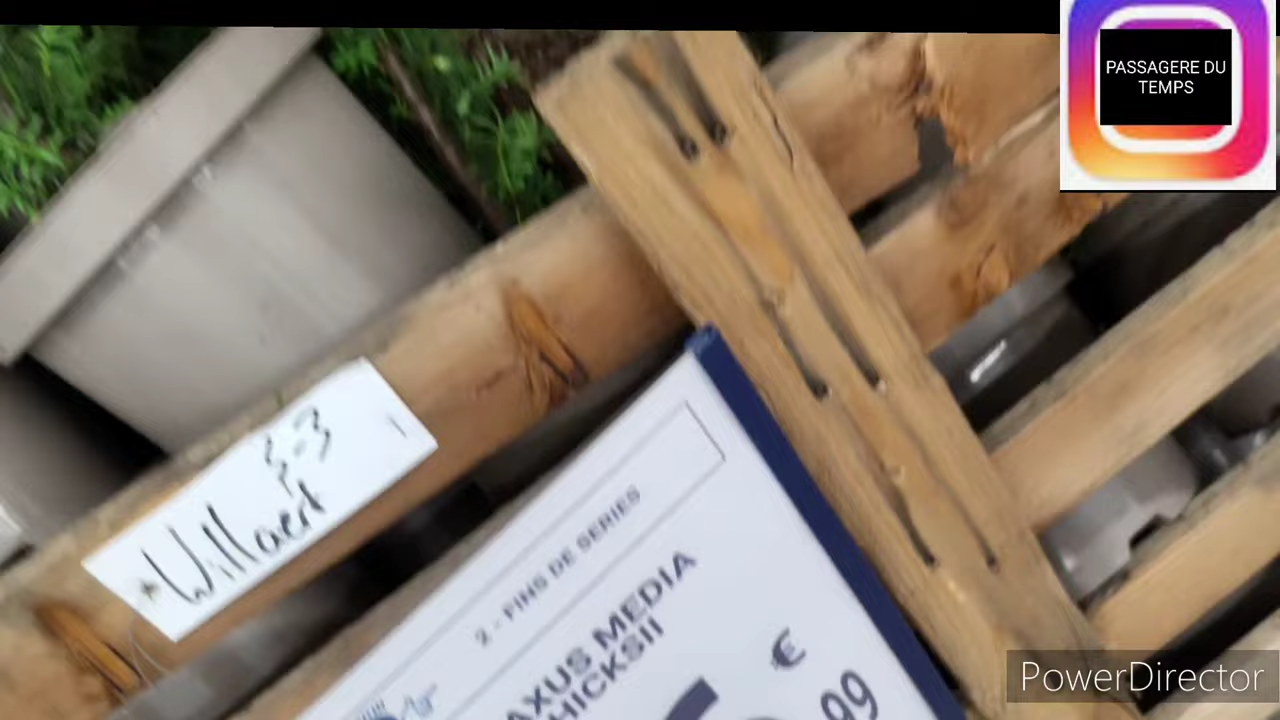 PASSAGERE DU
TEMPS
Willaert
2 - FINS DE SERIES
AXUS MEDIA
HICKSII
€
99
PowerDirector